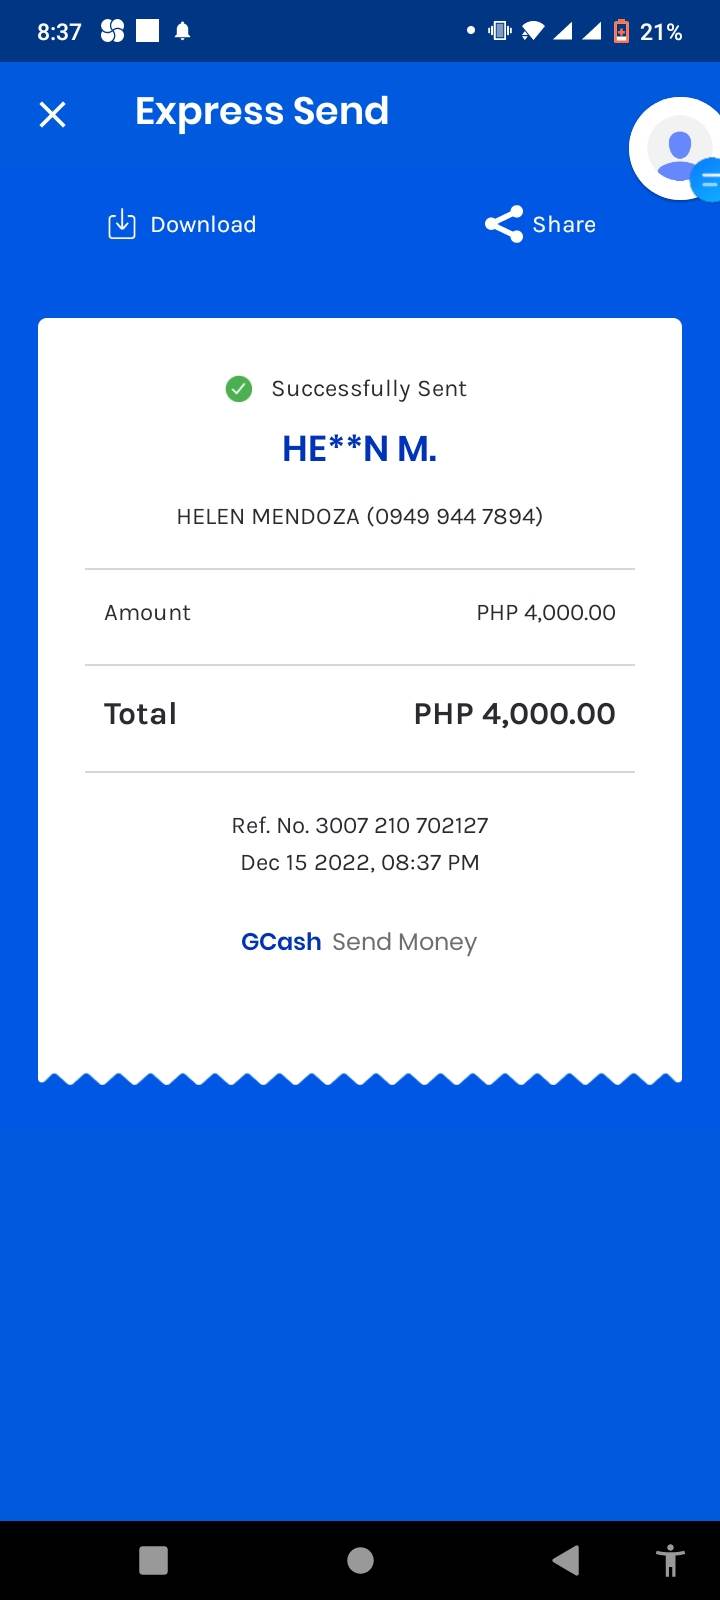 8:37
21%
Express Send
Download
Share
Successfully Sent
HE**N M.
HELEN MENDOZA (0949 944 7894)
Amount PHP 4,000.00
Total PHP 4,000.00
Ref. No. 3007 210 702127
Dec 15 2022, 08:37 PM
GCash Send Money